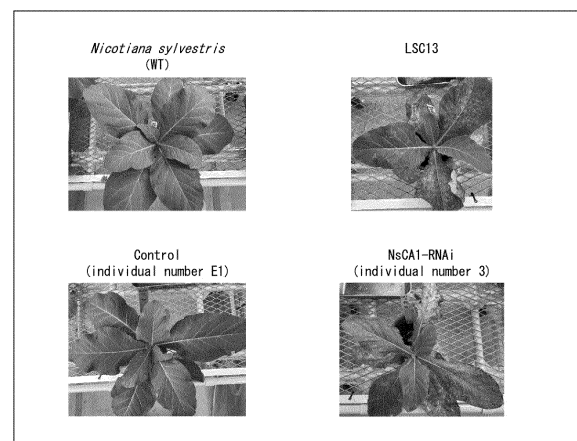 Nicotiana sylvestris
(WT)
LSC13
Control
(individual number E1)
NsCA1-RNAi
(individual number 3)